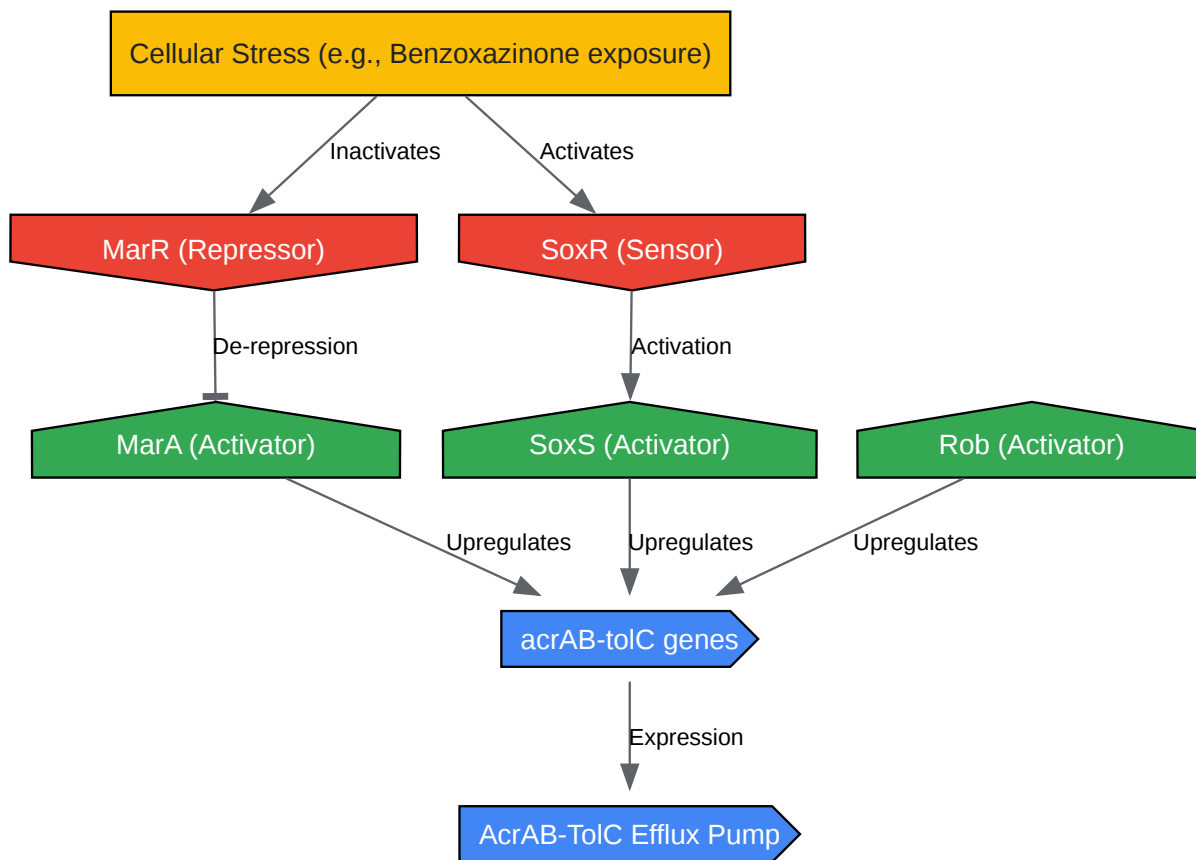 Cellular Stress (e.g., Benzoxazinone exposure)
Inactivates
Activates
MarR (Repressor)
SoxR (Sensor)
De-repression
Activation
MarA (Activator)
SoxS (Activator)
Rob (Activator)
Upregulates
Upregulates
Upregulates
acrAB-tolC genes
Expression
AcrAB-TolC Efflux Pump